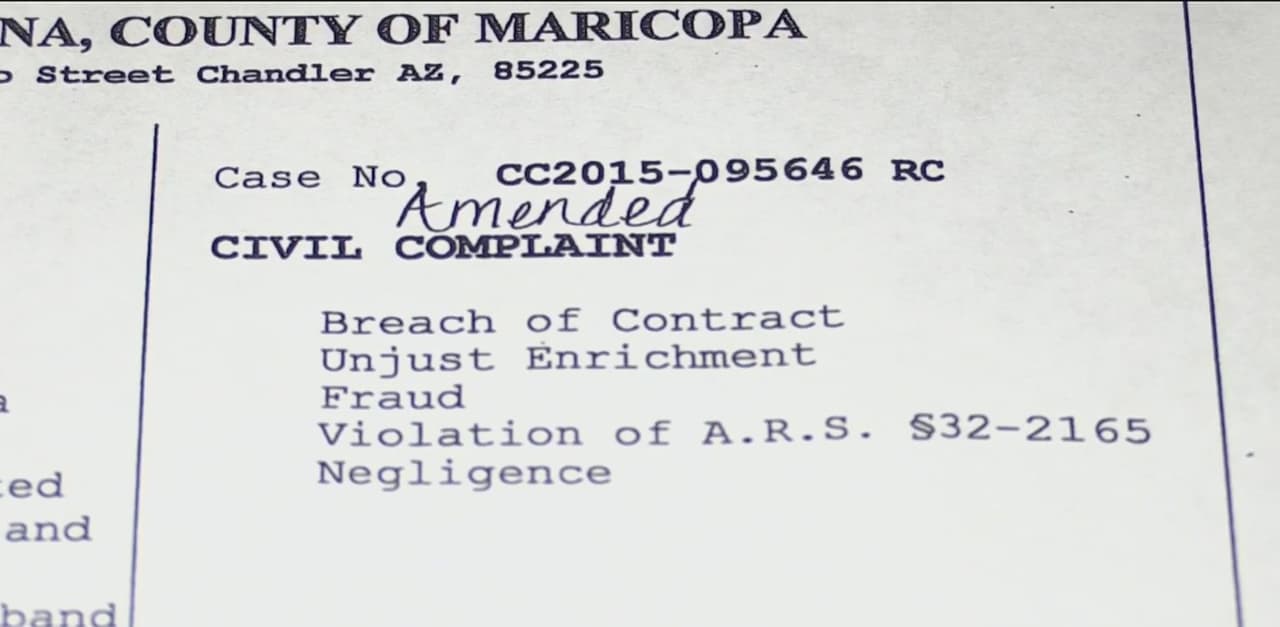 NA, COUNTY OF MARICOPA
Street Chandler AZ, 85225
Case No. CC2015-095646 RC
Amended
CIVIL COMPLAINT
Breach of Contract
Unjust Enrichment
Fraud
Violation of A.R.S. §32-2165
Negligence
a
ed
and
band